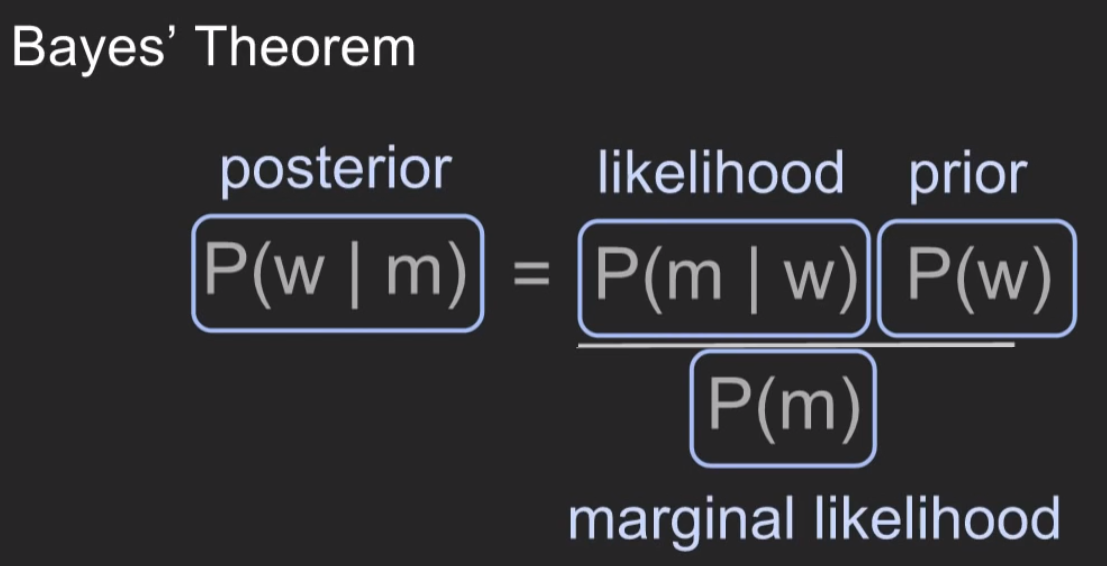 Bayes’ Theorem
posterior likelihood prior
P(w | m) = P(m | w) P(w)
P(m)
marginal likelihood